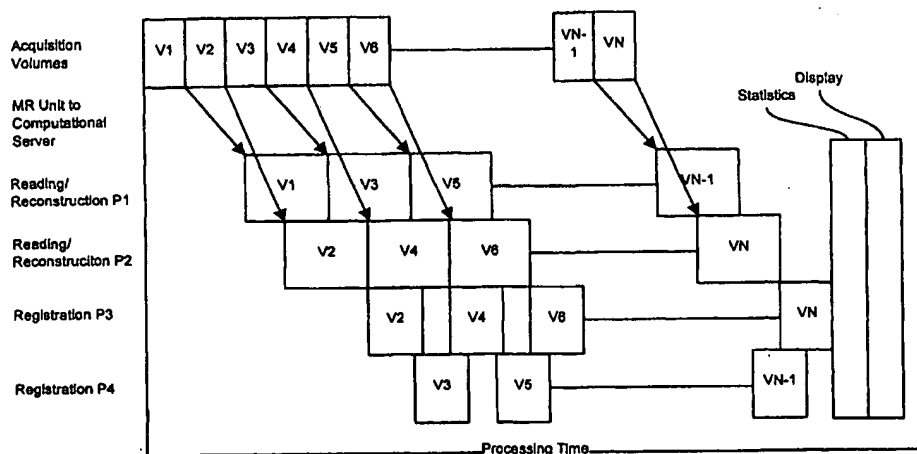 Acquisition Volumes
V1 V2 V3 V4 V5 V6 VN-1 VN
Display
Statistics
MR Unit to Computational Server
Reading/ Reconstruction P1
V1 V3 V5 VN-1
Reading/ Reconstruciton P2
V2 V4 V6 VN
Registration P3
V2 V4 V6 VN
Registration P4
V3 V5 VN-1
Processing Time